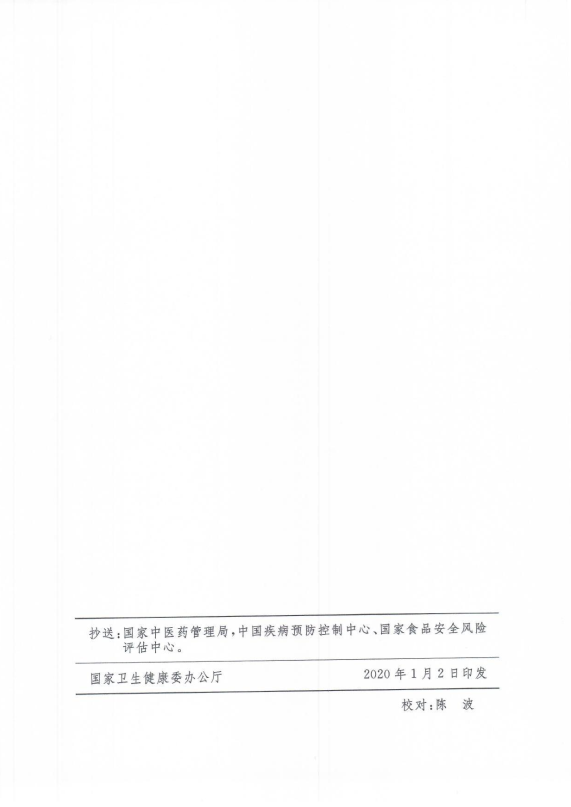 抄送:国家中医药管理局,中国疾病预防控制中心、国家食品安全风险
评估中心。
国家卫生健康委办公厅 2020年1月2日印发
校对:陈 波